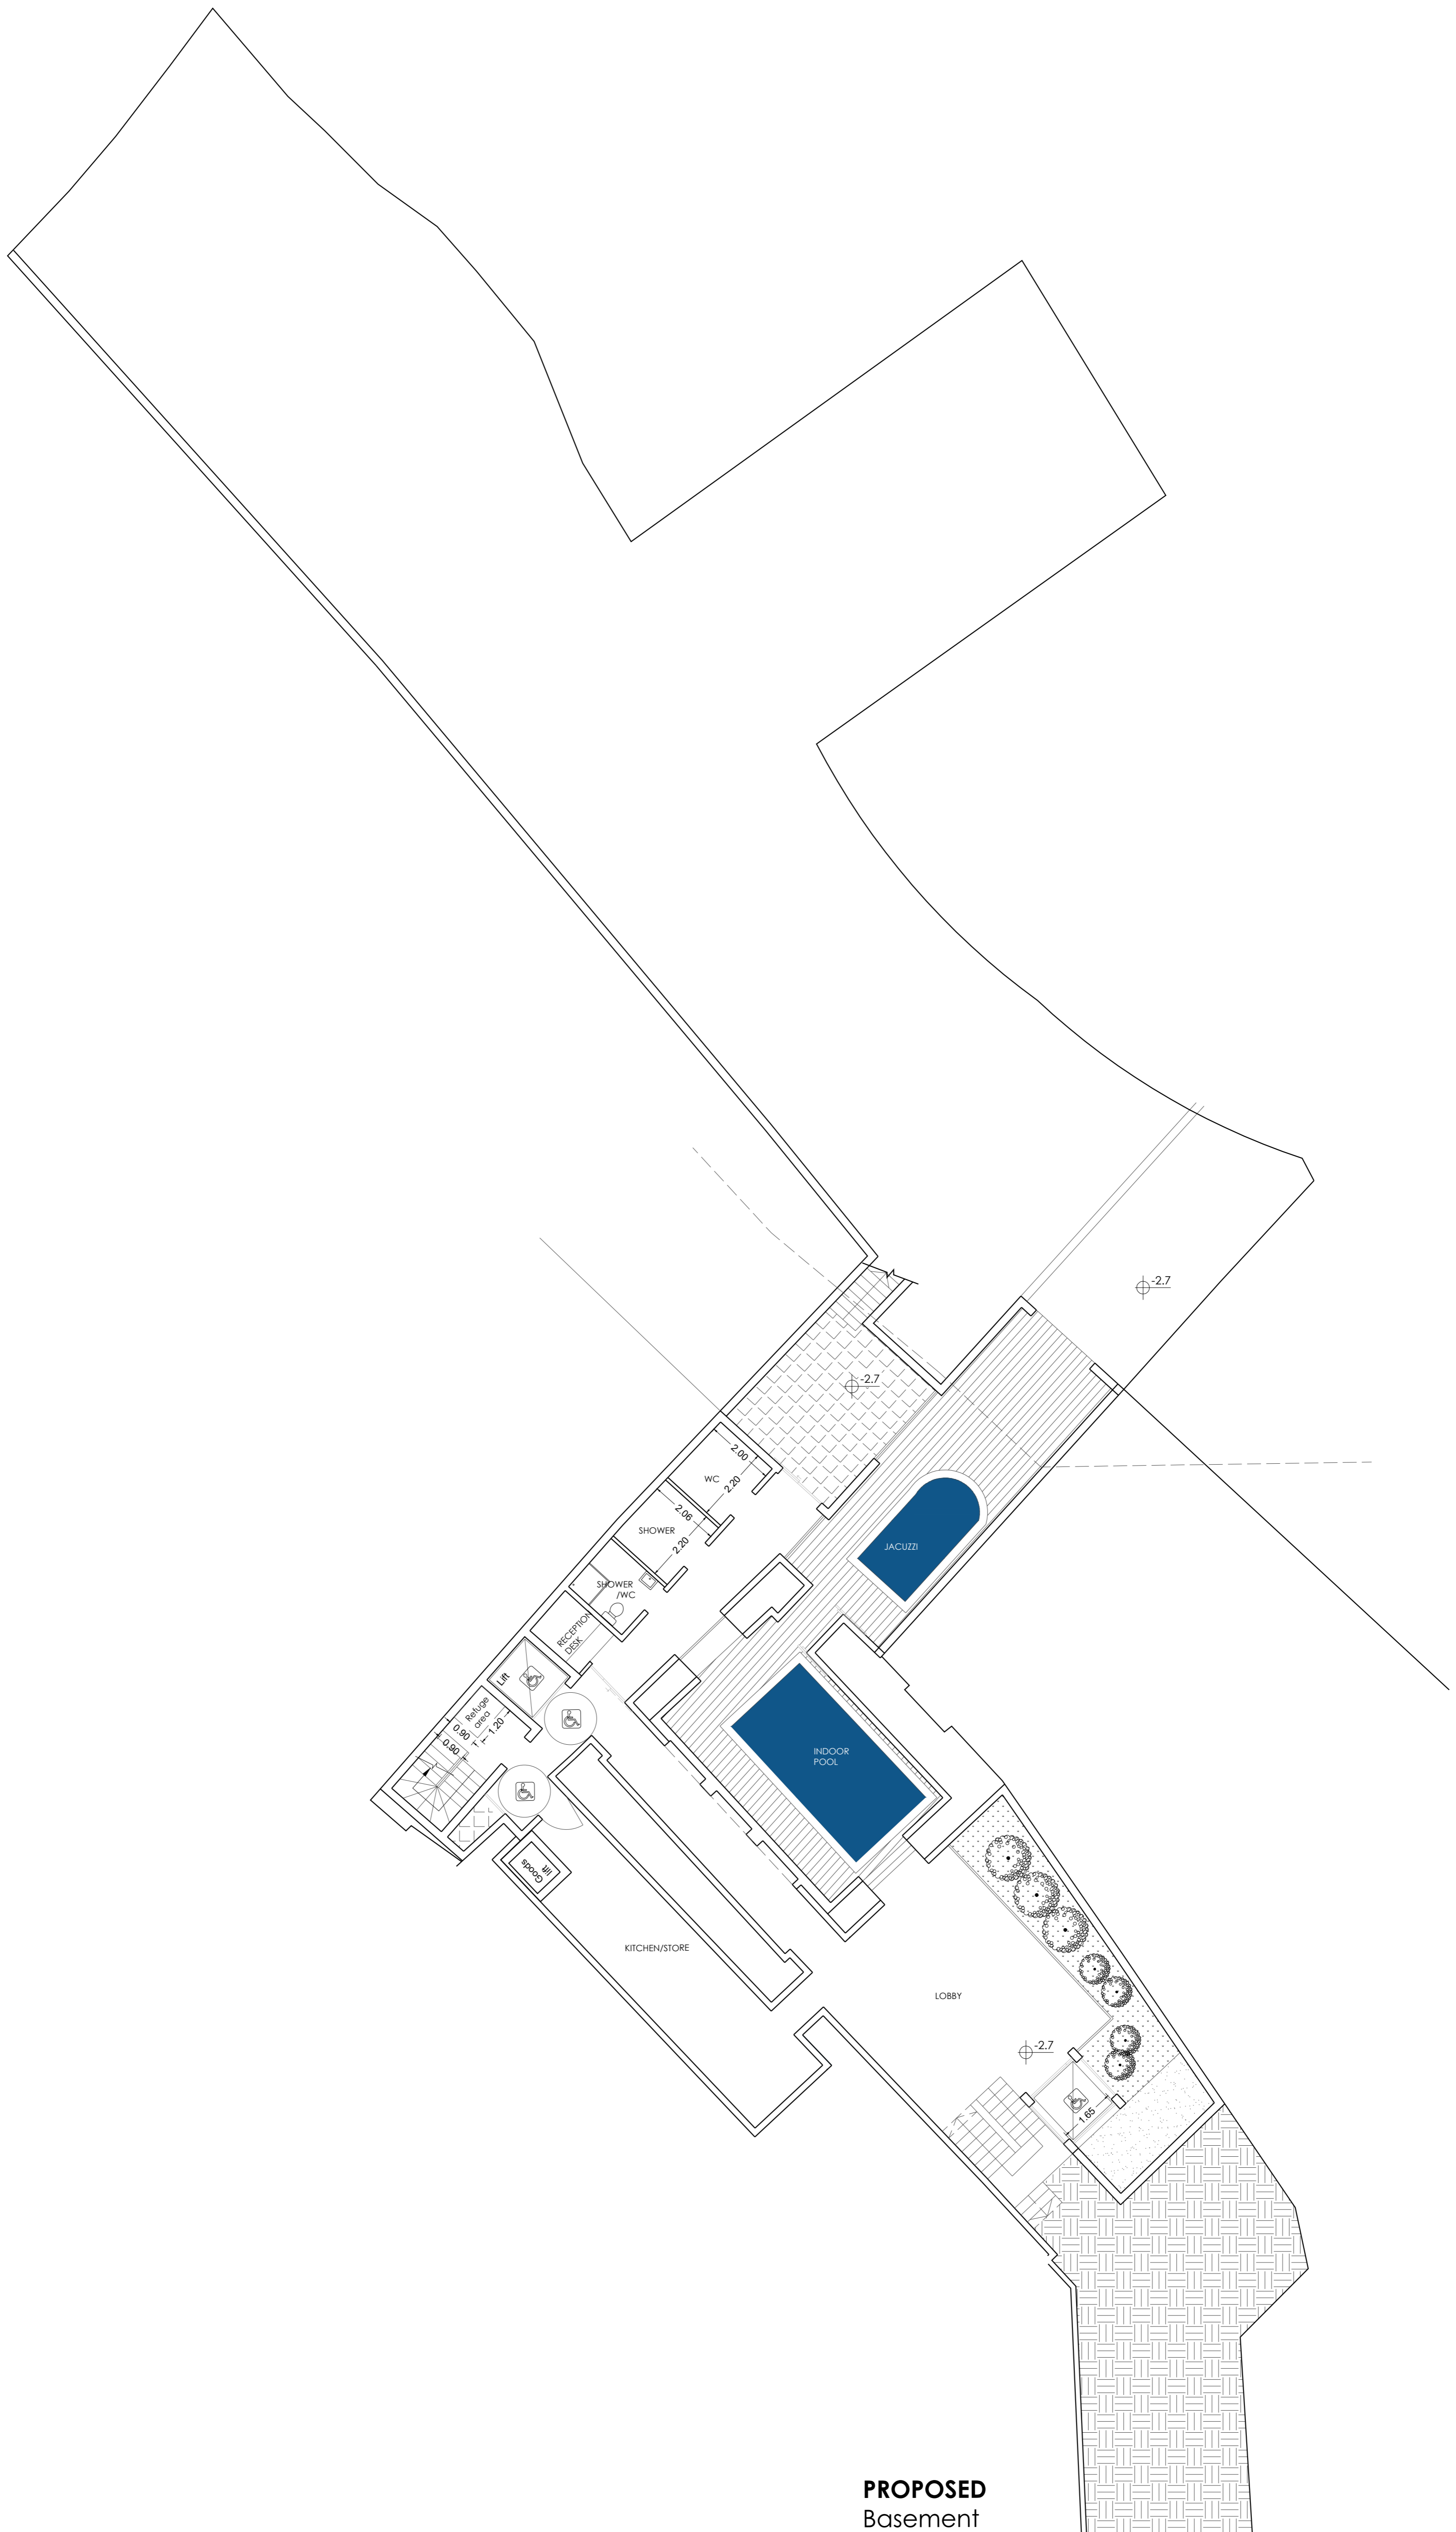 -2.7
-2.7
2.00
WC
2.20
2.06
SHOWER
2.20
JACUZZI
SHOWER
/WC
RECEPTION
DESK
Lift
Refuge
area
1.20
0.90
0.90
INDOOR
POOL
Goods
lift
KITCHEN/STORE
LOBBY
-2.7
1.65
PROPOSED
Basement